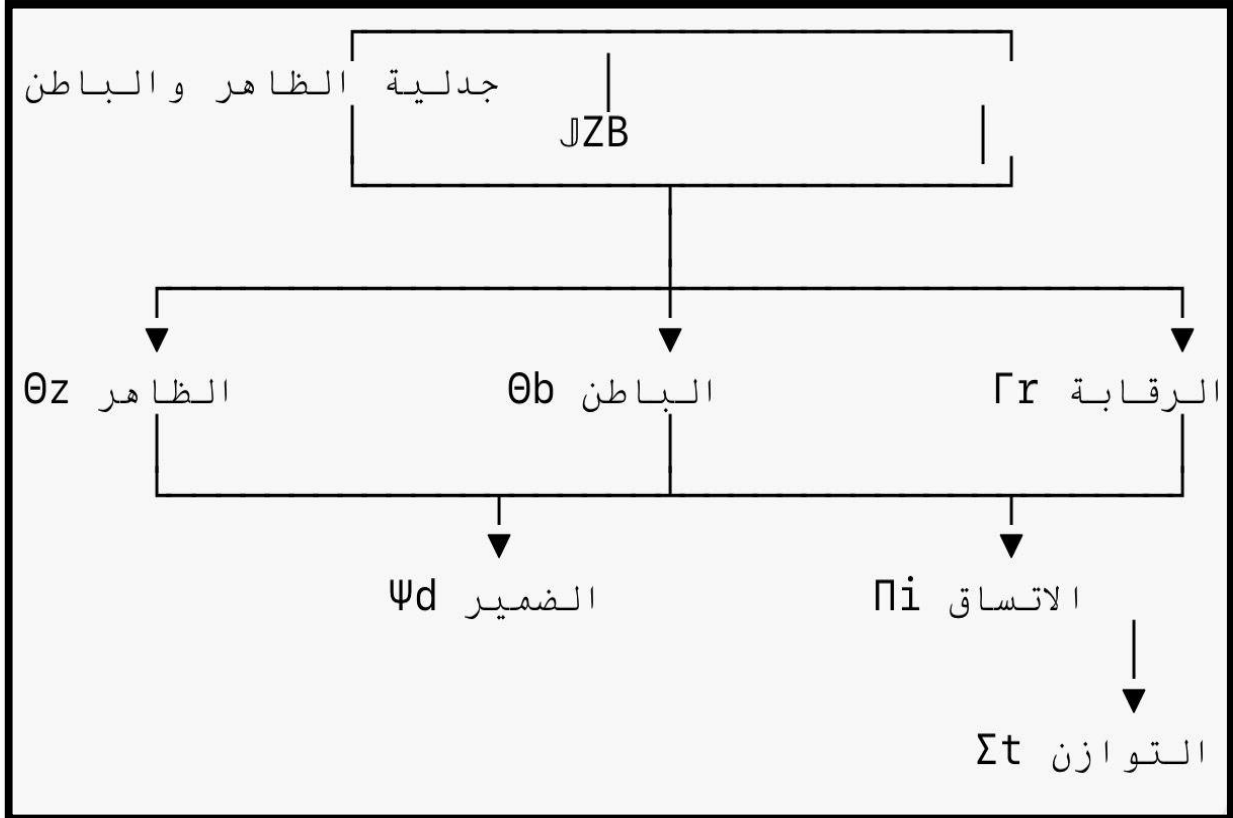 جدلية الظاهر والباطن
𝕁ZB
الظاهر Θz
الباطن Θb
الرقابة Γr
الضمير Ψd
الاتساق Πi
التوازن Σt